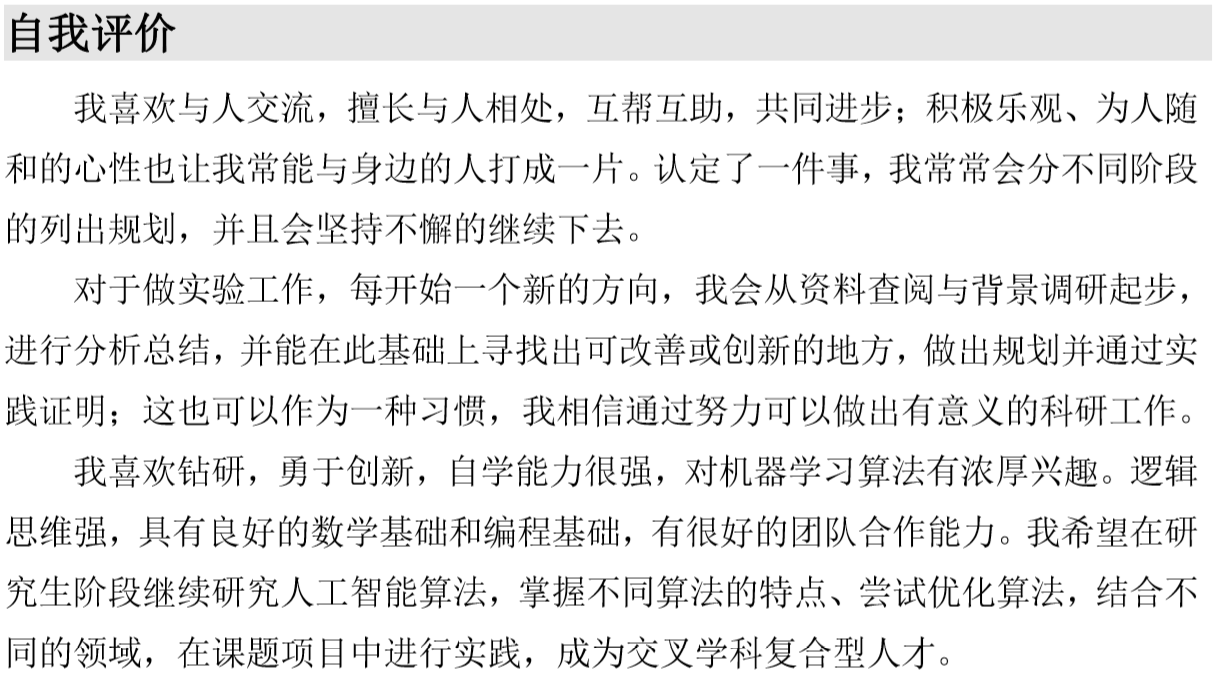 自我评价
我喜欢与人交流，擅长与人相处，互帮互助，共同进步；积极乐观、为人随
和的心性也让我常能与身边的人打成一片。认定了一件事，我常常会分不同阶段
的列出规划，并且会坚持不懈的继续下去。
对于做实验工作，每开始一个新的方向，我会从资料查阅与背景调研起步，
进行分析总结，并能在此基础上寻找出可改善或创新的地方，做出规划并通过实
践证明；这也可以作为一种习惯，我相信通过努力可以做出有意义的科研工作。
我喜欢钻研，勇于创新，自学能力很强，对机器学习算法有浓厚兴趣。逻辑
思维强，具有良好的数学基础和编程基础，有很好的团队合作能力。我希望在研
究生阶段继续研究人工智能算法，掌握不同算法的特点、尝试优化算法，结合不
同的领域，在课题项目中进行实践，成为交叉学科复合型人才。